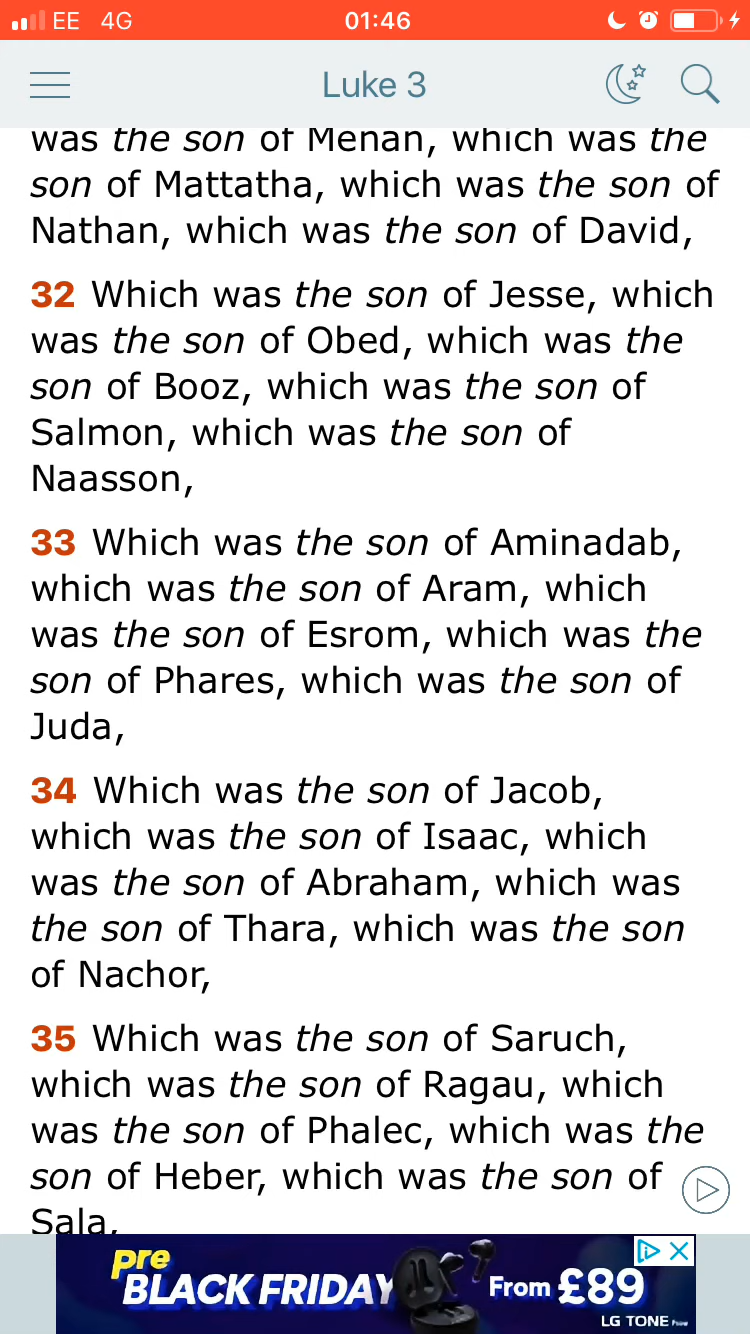 EE 4G 01:46
Luke 3
was the son of Menan, which was the
son of Mattatha, which was the son of
Nathan, which was the son of David,
32 Which was the son of Jesse, which
was the son of Obed, which was the
son of Booz, which was the son of
Salmon, which was the son of
Naasson,
33 Which was the son of Aminadab,
which was the son of Aram, which
was the son of Esrom, which was the
son of Phares, which was the son of
Juda,
34 Which was the son of Jacob,
which was the son of Isaac, which
was the son of Abraham, which was
the son of Thara, which was the son
of Nachor,
35 Which was the son of Saruch,
which was the son of Ragau, which
was the son of Phalec, which was the
son of Heber, which was the son of
Sala,
pre
BLACK FRIDAY
From £89
LG TONE Free